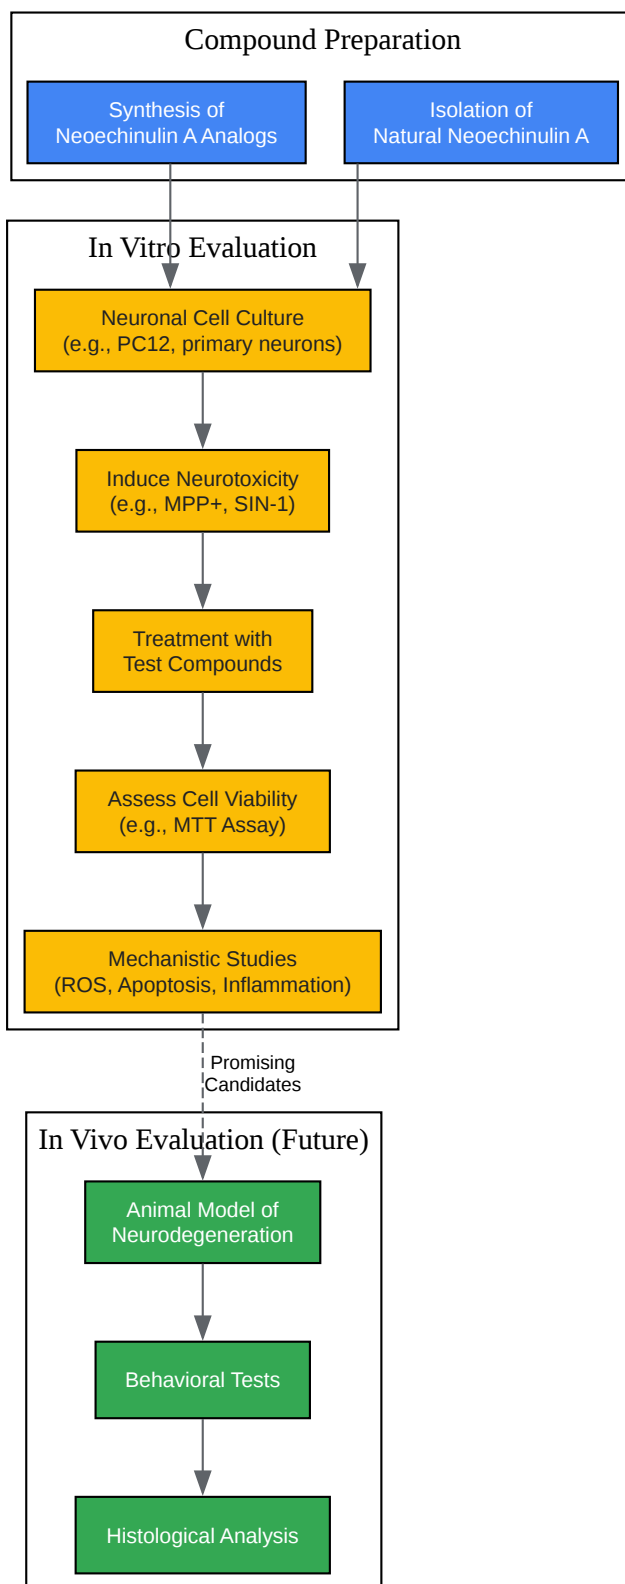 Compound Preparation
Synthesis of
Neoechinulin A Analogs
Isolation of
Natural Neoechinulin A
In Vitro Evaluation
Neuronal Cell Culture
(e.g., PC12, primary neurons)
Induce Neurotoxicity
(e.g., MPP+, SIN-1)
Treatment with
Test Compounds
Assess Cell Viability
(e.g., MTT Assay)
Mechanistic Studies
(ROS, Apoptosis, Inflammation)
Promising
Candidates
In Vivo Evaluation (Future)
Animal Model of
Neurodegeneration
Behavioral Tests
Histological Analysis